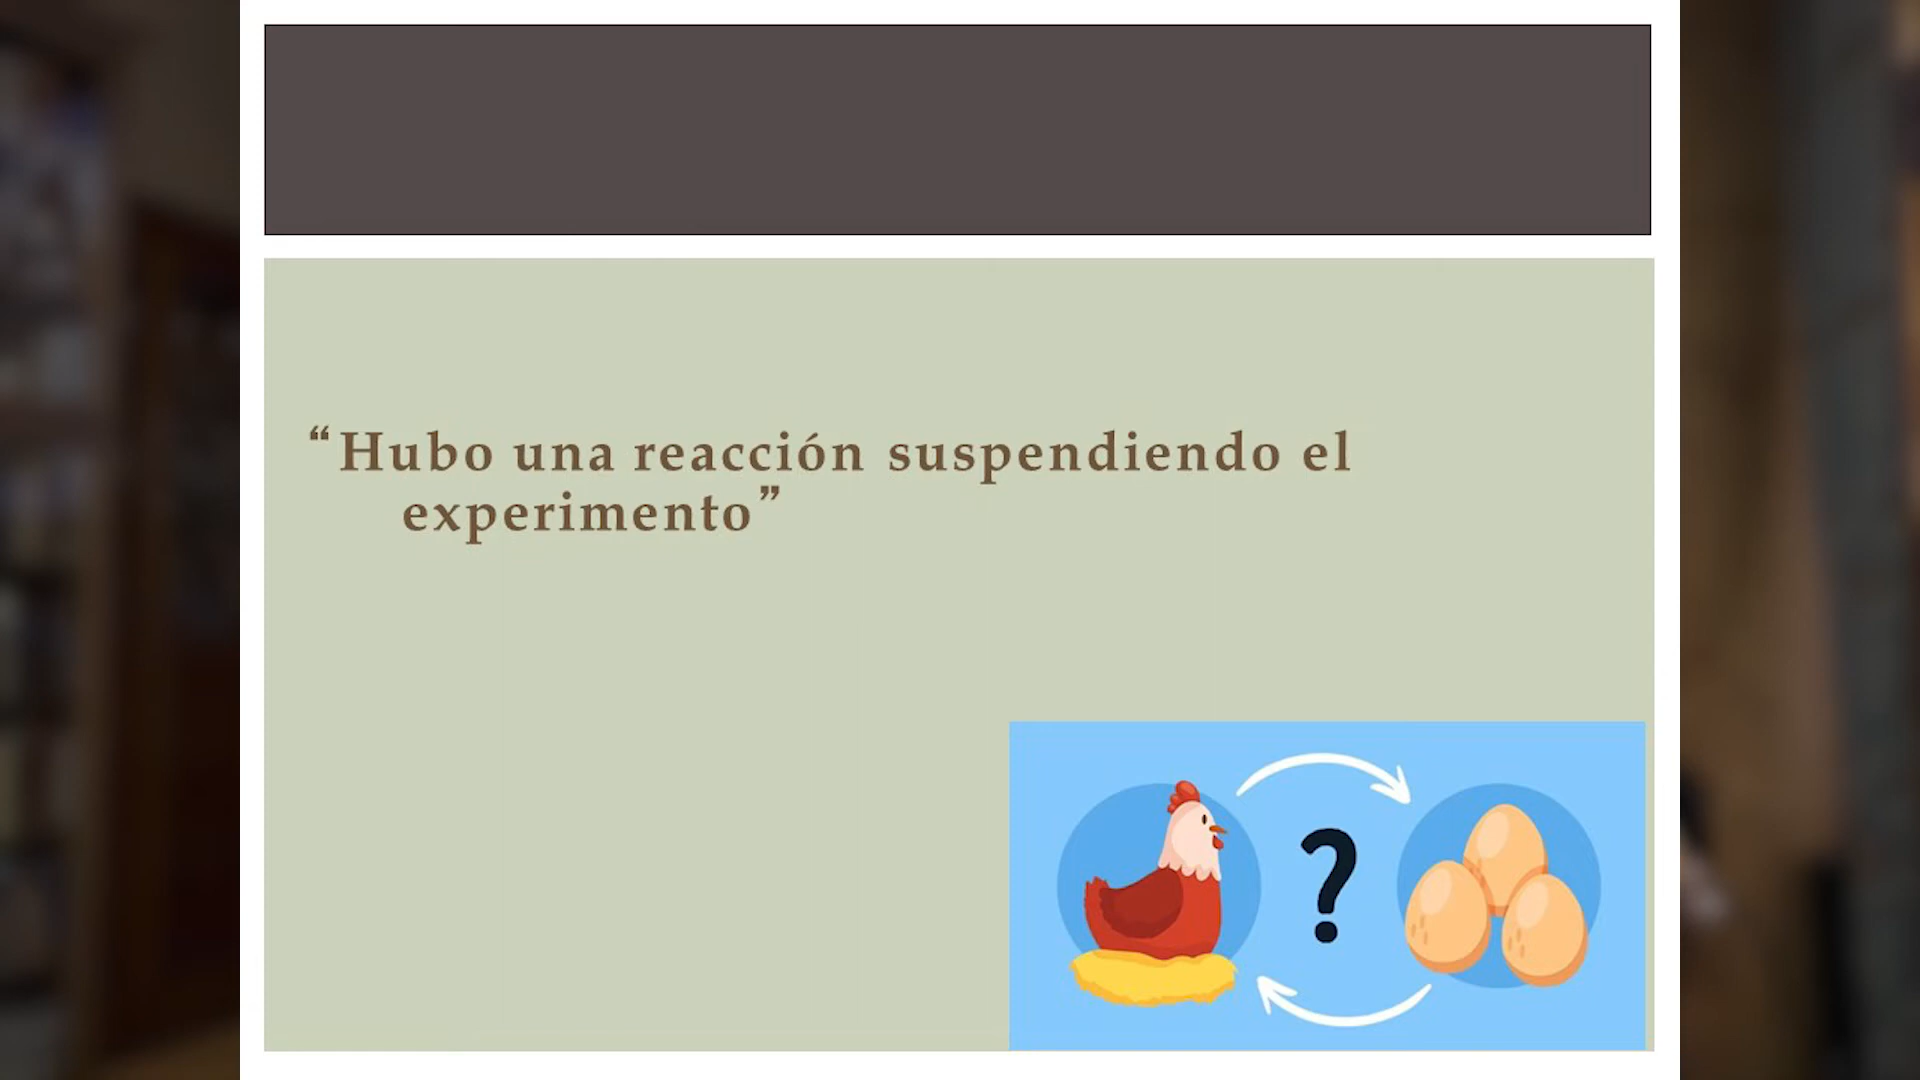 “Hubo una reacción suspendiendo el
experimento”
?